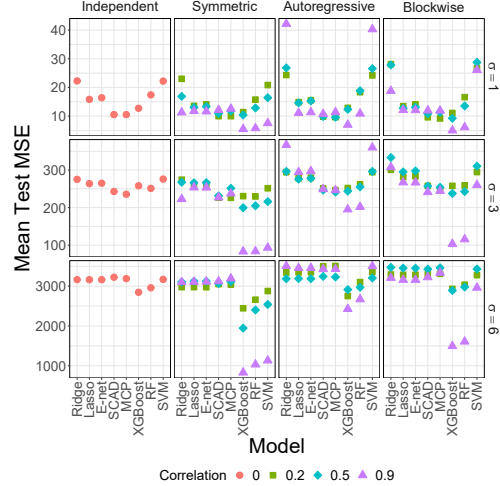 Independent Symmetric Autoregressive Blockwise
40
30
20
10
σ = 1
300
200
100
σ = 3
3000
2000
1000
σ = 6
Mean Test MSE
Ridge Lasso E-net SCAD MCP XGBoost RF SVM Ridge Lasso E-net SCAD MCP XGBoost RF SVM Ridge Lasso E-net SCAD MCP XGBoost RF SVM Ridge Lasso E-net SCAD MCP XGBoost RF SVM
Model
Correlation 0 0.2 0.5 0.9